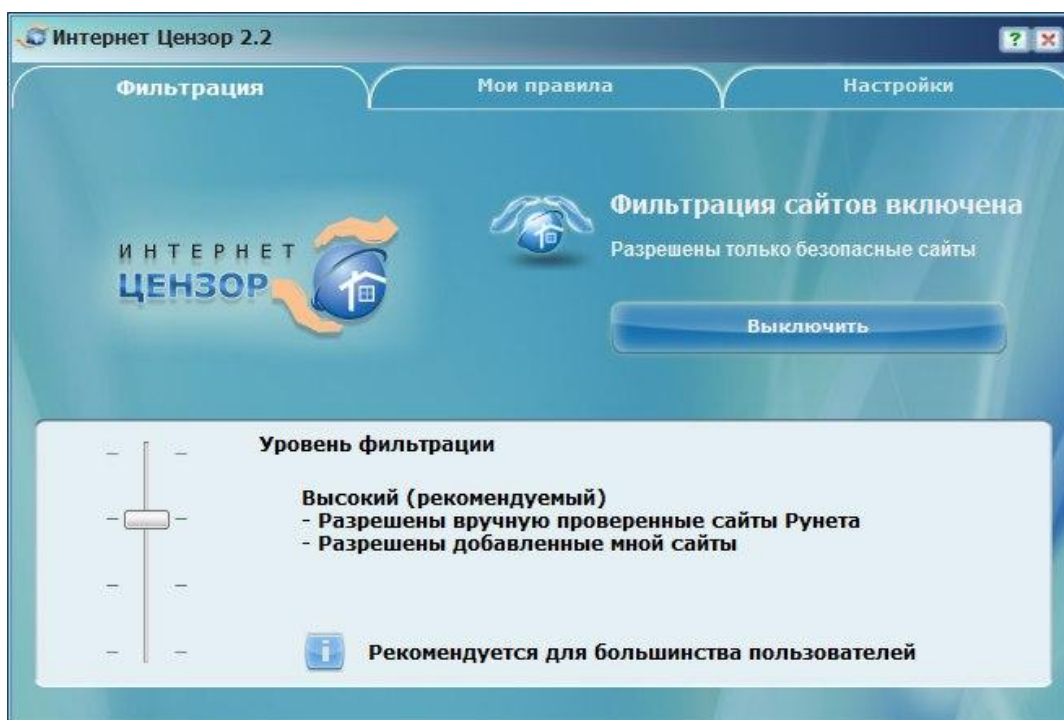 Интернет Цензор 2.2
Фильтрация
Мои правила
Настройки
ИНТЕРНЕТ
ЦЕНЗОР
Фильтрация сайтов включена
Разрешены только безопасные сайты
Выключить
Уровень фильтрации
Высокий (рекомендуемый)
- Разрешены вручную проверенные сайты Рунета
- Разрешены добавленные мной сайты
Рекомендуется для большинства пользователей